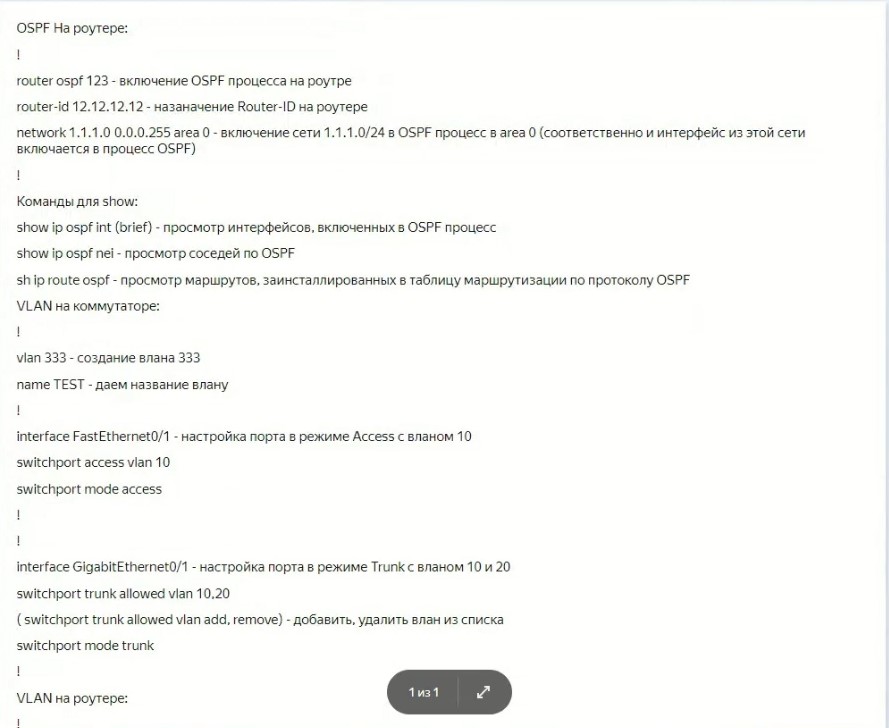 OSPF На роутере:
!
router ospf 123 - включение OSPF процесса на роутре
router-id 12.12.12.12 - назаначение Router-ID на роутере
network 1.1.1.0 0.0.0.255 area 0 - включение сети 1.1.1.0/24 в OSPF процесс в area 0 (соответственно и интерфейс из этой сети
включается в процесс OSPF)
!
Команды для show:
show ip ospf int (brief) - просмотр интерфейсов, включенных в OSPF процесс
show ip ospf nei - просмотр соседей по OSPF
sh ip route ospf - просмотр маршрутов, заинсталлированных в таблицу маршрутизации по протоколу OSPF
VLAN на коммутаторе:
!
vlan 333 - создание влана 333
name TEST - даем название влану
!
interface FastEthernet0/1 - настройка порта в режиме Access с вланом 10
switchport access vlan 10
switchport mode access
!
!
interface GigabitEthernet0/1 - настройка порта в режиме Trunk с вланом 10 и 20
switchport trunk allowed vlan 10,20
( switchport trunk allowed vlan add, remove) - добавить, удалить влан из списка
switchport mode trunk
!
VLAN на роутере:
!
1 из 1